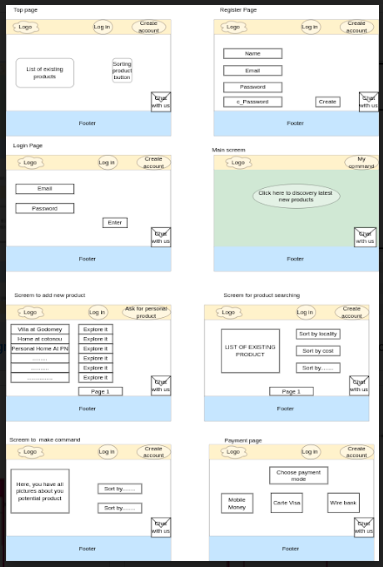 Top page
Logo
Log in
Create
account
List of existing
products
Sorting
product
button
Chat
with us
Footer
Register Page
Logo
Log in
Create
account
Name
Email
Password
c_Password
Create
Chat
with us
Footer
Login Page
Logo
Log in
Create
account
Email
Password
Enter
Chat
with us
Footer
Main screen
Logo
My
command
Click here to discovery latest
new products
Chat
with us
Footer
Screen to add new product
Logo
Log in
Ask for personal
product
Villa at Godomey
Explore it
Home at cotonou
Explore it
Personal Home At PN
Explore it
........
Explore it
........
Explore it
..............
Explore it
Page 1
Chat
with us
Footer
Screen for product searching
Logo
Log in
Create
account
LIST OF EXISTING
PRODUCT
Sort by locality
Sort by cost
Sort by.......
Page 1
Chat
with us
Footer
Screen to make command
Logo
Log in
Create
account
Here, you have all
pictures about you
potential product
Sort by.......
Sort by.......
Chat
with us
Footer
Payment page
Logo
Log in
Create
account
Choose payment
mode
Mobile
Money
Carte Visa
Wire bank
Chat
with us
Footer